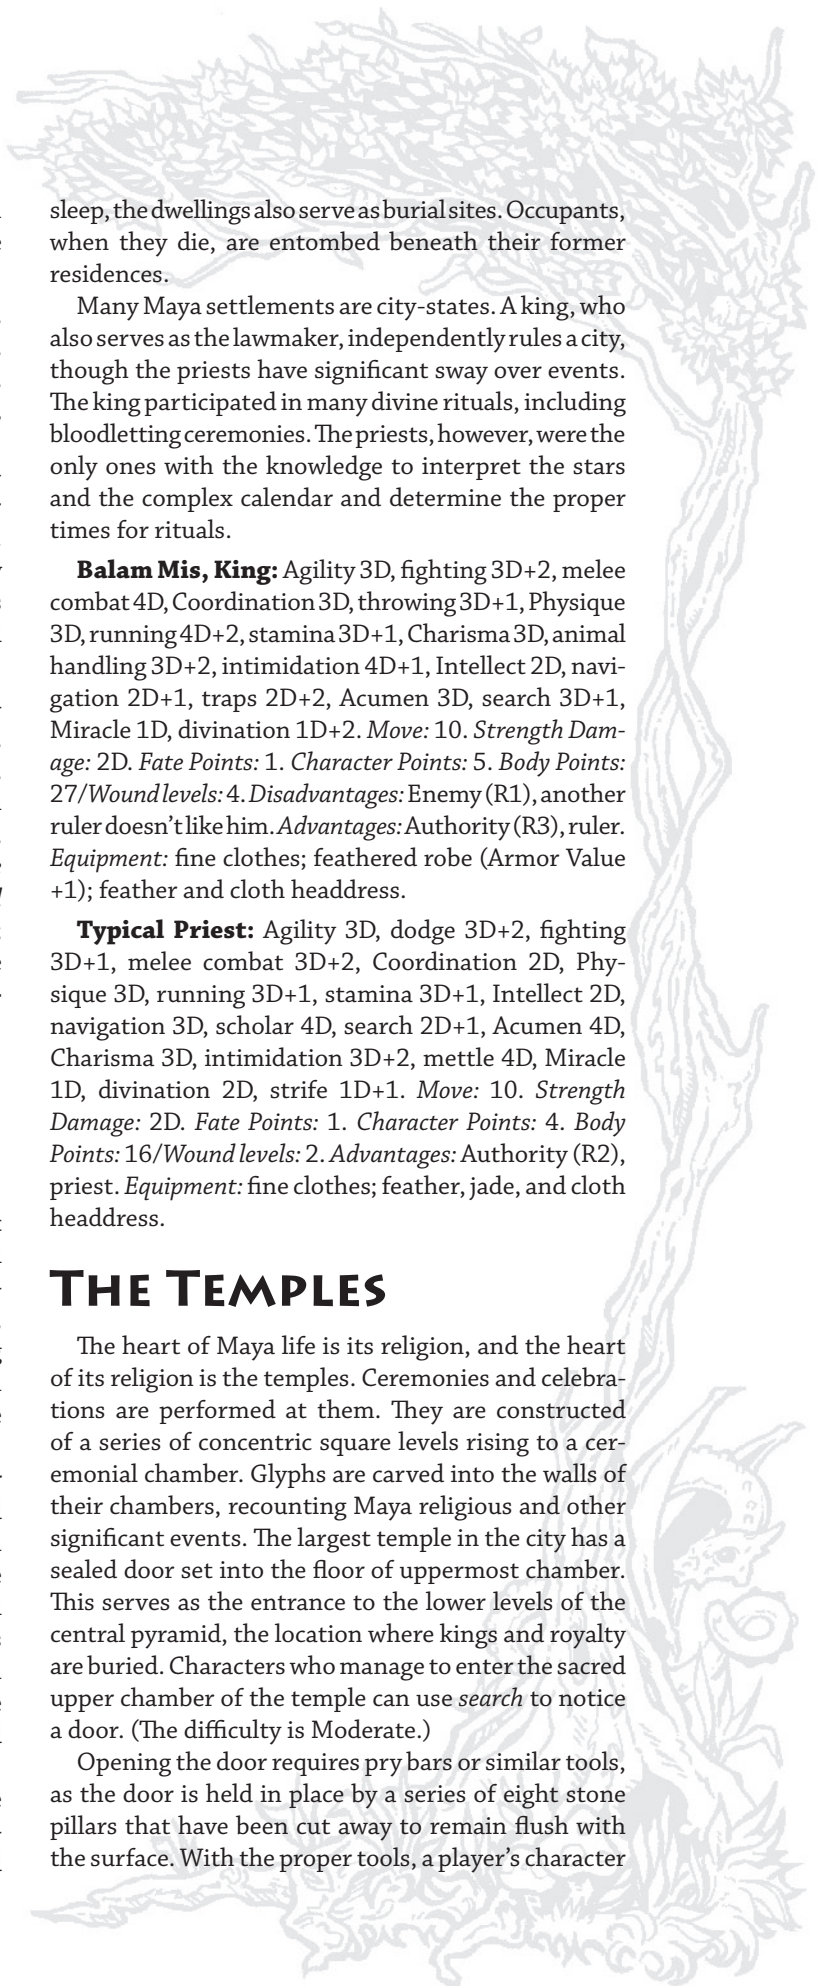 sleep, the dwellings also serve as burial sites. Occupants,
when they die, are entombed beneath their former
residences.
Many Maya settlements are city-states. A king, who
also serves as the lawmaker, independently rules a city,
though the priests have significant sway over events.
The king participated in many divine rituals, including
bloodletting ceremonies. The priests, however, were the
only ones with the knowledge to interpret the stars
and the complex calendar and determine the proper
times for rituals.
Balam Mis, King: Agility 3D, fighting 3D+2, melee
combat 4D, Coordination 3D, throwing 3D+1, Physique
3D, running 4D+2, stamina 3D+1, Charisma 3D, animal
handling 3D+2, intimidation 4D+1, Intellect 2D, navi-
gation 2D+1, traps 2D+2, Acumen 3D, search 3D+1,
Miracle 1D, divination 1D+2. Move: 10. Strength Dam-
age: 2D. Fate Points: 1. Character Points: 5. Body Points:
27/Wound levels: 4. Disadvantages: Enemy (R1), another
ruler doesn't like him. Advantages: Authority (R3), ruler.
Equipment: fine clothes; feathered robe (Armor Value
+1); feather and cloth headdress.
Typical Priest: Agility 3D, dodge 3D+2, fighting
3D+1, melee combat 3D+2, Coordination 2D, Phy-
sique 3D, running 3D+1, stamina 3D+1, Intellect 2D,
navigation 3D, scholar 4D, search 2D+1, Acumen 4D,
Charisma 3D, intimidation 3D+2, mettle 4D, Miracle
1D, divination 2D, strife 1D+1. Move: 10. Strength
Damage: 2D. Fate Points: 1. Character Points: 4. Body
Points: 16/Wound levels: 2. Advantages: Authority (R2),
priest. Equipment: fine clothes; feather, jade, and cloth
headdress.
The Temples
The heart of Maya life is its religion, and the heart
of its religion is the temples. Ceremonies and celebra-
tions are performed at them. They are constructed
of a series of concentric square levels rising to a cer-
emonial chamber. Glyphs are carved into the walls of
their chambers, recounting Maya religious and other
significant events. The largest temple in the city has a
sealed door set into the floor of uppermost chamber.
This serves as the entrance to the lower levels of the
central pyramid, the location where kings and royalty
are buried. Characters who manage to enter the sacred
upper chamber of the temple can use search to notice
a door. (The difficulty is Moderate.)
Opening the door requires pry bars or similar tools,
as the door is held in place by a series of eight stone
pillars that have been cut away to remain flush with
the surface. With the proper tools, a player's character